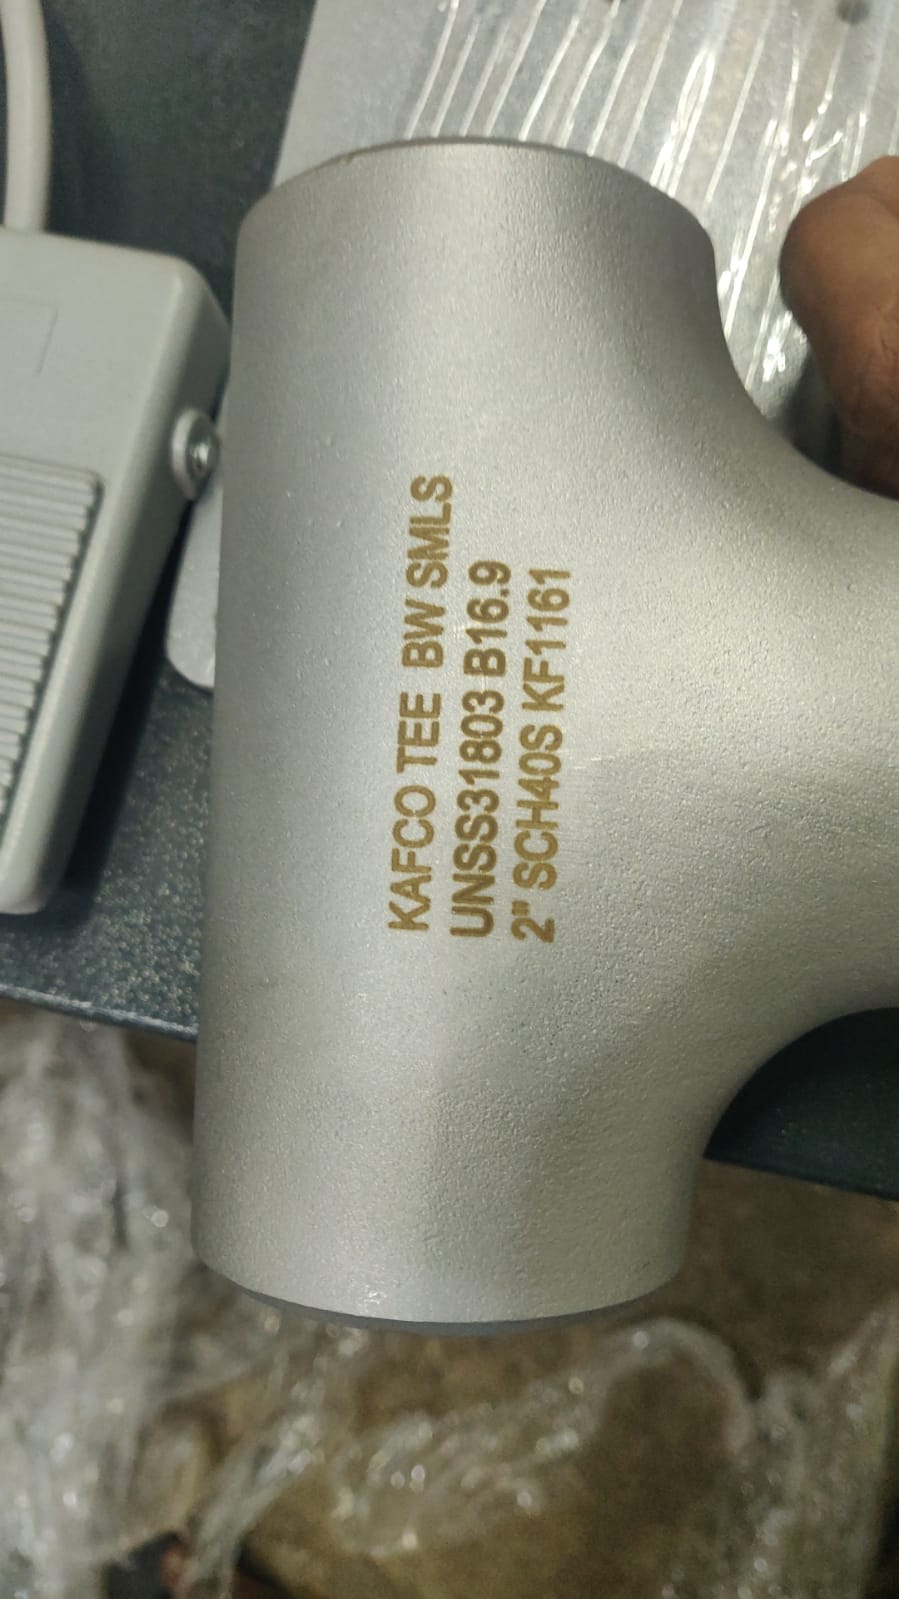 KAFCO TEE BW SMLS
UNSS31803 B16.9
2" SCH40S KF1161